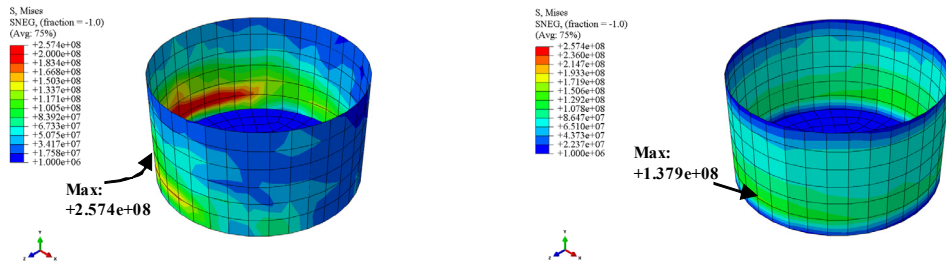 S, Mises
SNEG, (fraction = -1.0)
(Avg: 75%)
+2.574e+08
+2.000e+08
+1.834e+08
+1.668e+08
+1.503e+08
+1.337e+08
+1.171e+08
+1.005e+08
+8.392e+07
+6.733e+07
+5.075e+07
+3.417e+07
+1.758e+07
+1.000e+06
Max:
+2.574e+08
Y
Z
X
S, Mises
SNEG, (fraction = -1.0)
(Avg: 75%)
+2.574e+08
+2.360e+08
+2.147e+08
+1.933e+08
+1.719e+08
+1.506e+08
+1.292e+08
+1.078e+08
+8.647e+07
+6.510e+07
+4.373e+07
+2.237e+07
+1.000e+06
Max:
+1.379e+08
Y
Z
X